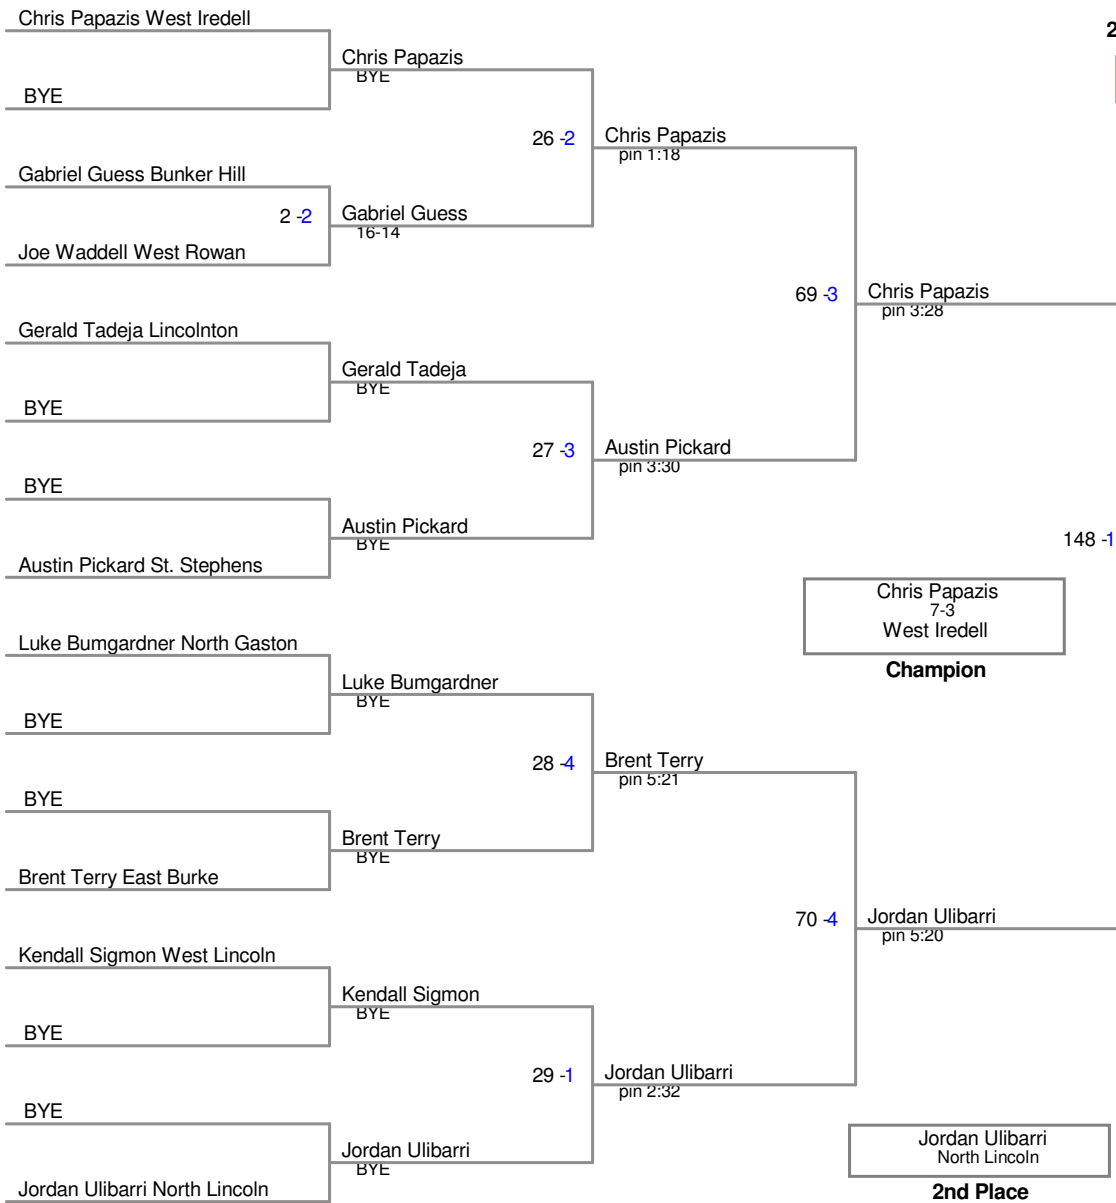 Chris Papazis West Iredell
2
Chris Papazis
BYE
BYE
26 -2
Chris Papazis
pin 1:18
Gabriel Guess Bunker Hill
2 -2
Gabriel Guess
16-14
Joe Waddell West Rowan
69 -3
Chris Papazis
pin 3:28
Gerald Tadeja Lincolnton
Gerald Tadeja
BYE
BYE
27 -3
Austin Pickard
pin 3:30
BYE
Austin Pickard
BYE
148 -1
Austin Pickard St. Stephens
Chris Papazis
7-3
West Iredell
Champion
Luke Bumgardner North Gaston
Luke Bumgardner
BYE
BYE
28 -4
Brent Terry
pin 5:21
BYE
Brent Terry
BYE
Brent Terry East Burke
70 -4
Jordan Ulibarri
pin 5:20
Kendall Sigmon West Lincoln
Kendall Sigmon
BYE
BYE
29 -1
Jordan Ulibarri
pin 2:32
BYE
Jordan Ulibarri
BYE
Jordan Ulibarri North Lincoln
Jordan Ulibarri
North Lincoln
2nd Place